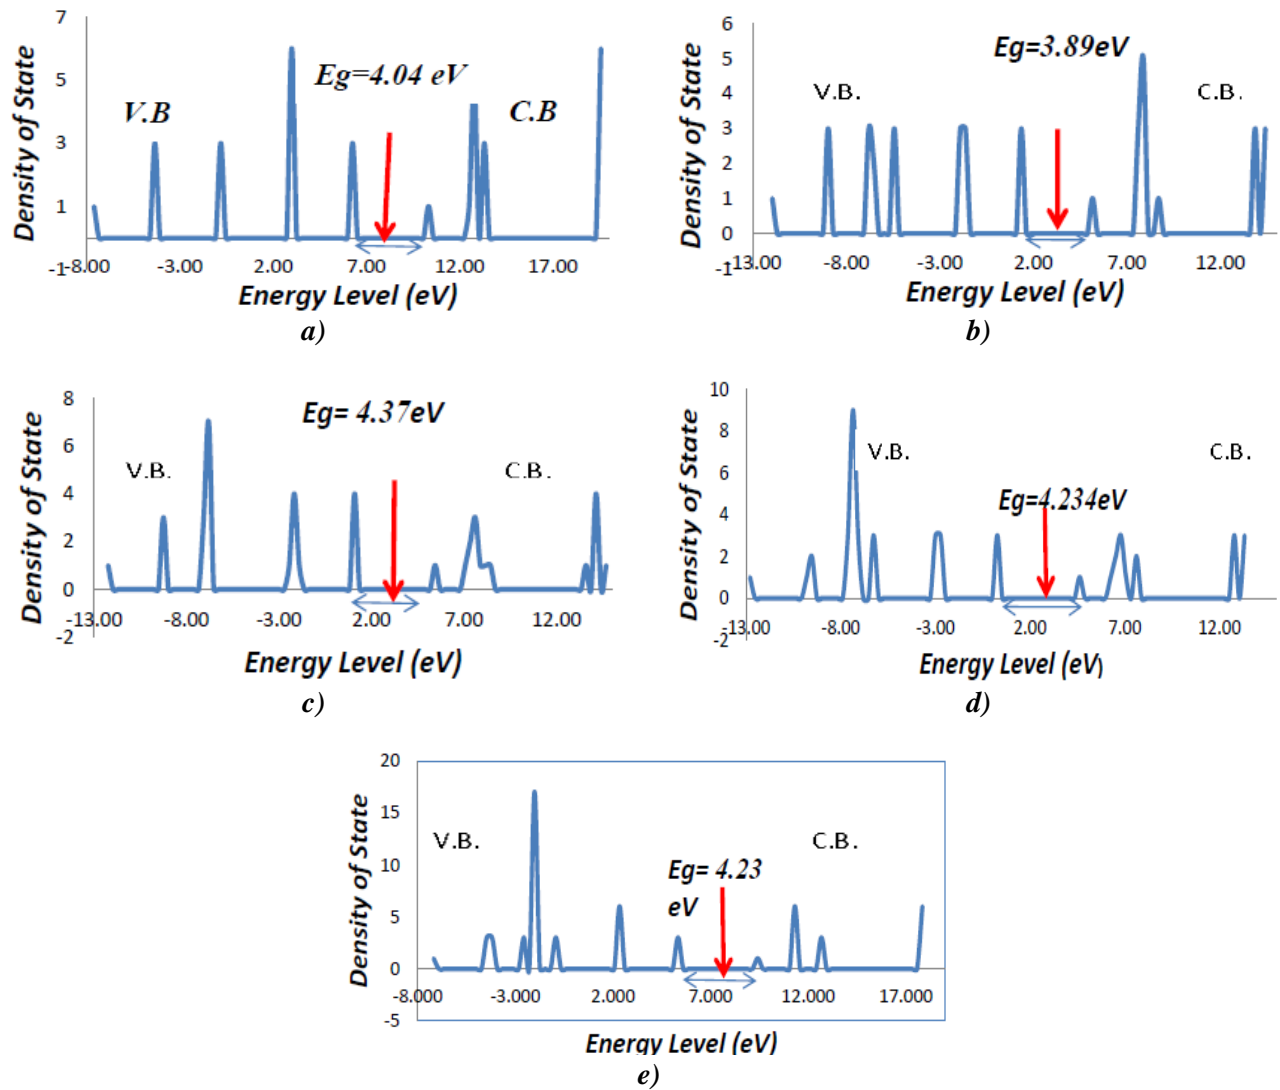 7
5
3
1
-1
Density of State
V.B
Eg=4.04 eV
C.B
-8.00 -3.00 2.00 7.00 12.00 17.00
Energy Level (eV)
a)
6
5
4
3
2
1
0
-1
Density of State
V.B.
Eg=3.89eV
C.B.
-13.00 -8.00 -3.00 2.00 7.00 12.00
Energy Level (eV)
b)
8
6
4
2
0
-2
Density of State
V.B.
Eg= 4.37eV
C.B.
-13.00 -8.00 -3.00 2.00 7.00 12.00
Energy Level (eV)
c)
10
8
6
4
2
0
-2
Density of State
V.B.
Eg=4.234eV
C.B.
-13.00 -8.00 -3.00 2.00 7.00 12.00
Energy Level (eV)
d)
20
15
10
5
0
-5
Density of State
V.B.
Eg= 4.23
eV
C.B.
-8.000 -3.000 2.000 7.000 12.000 17.000
Energy Level (eV)
e)